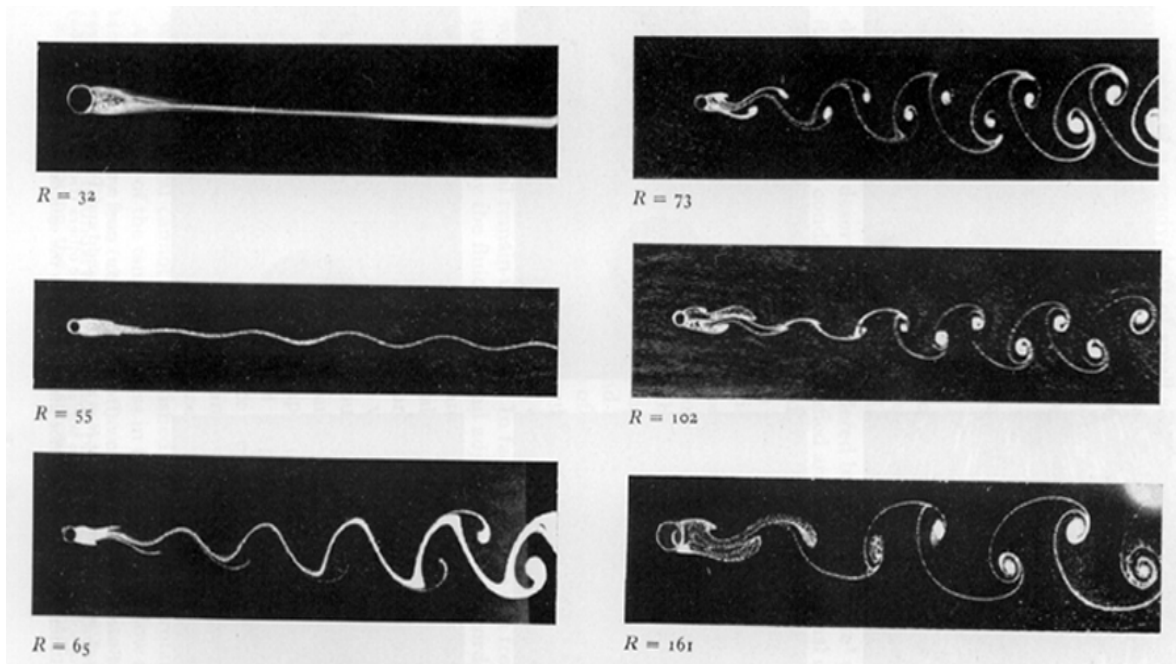 R = 32
R = 55
R = 65
R = 73
R = 102
R = 161